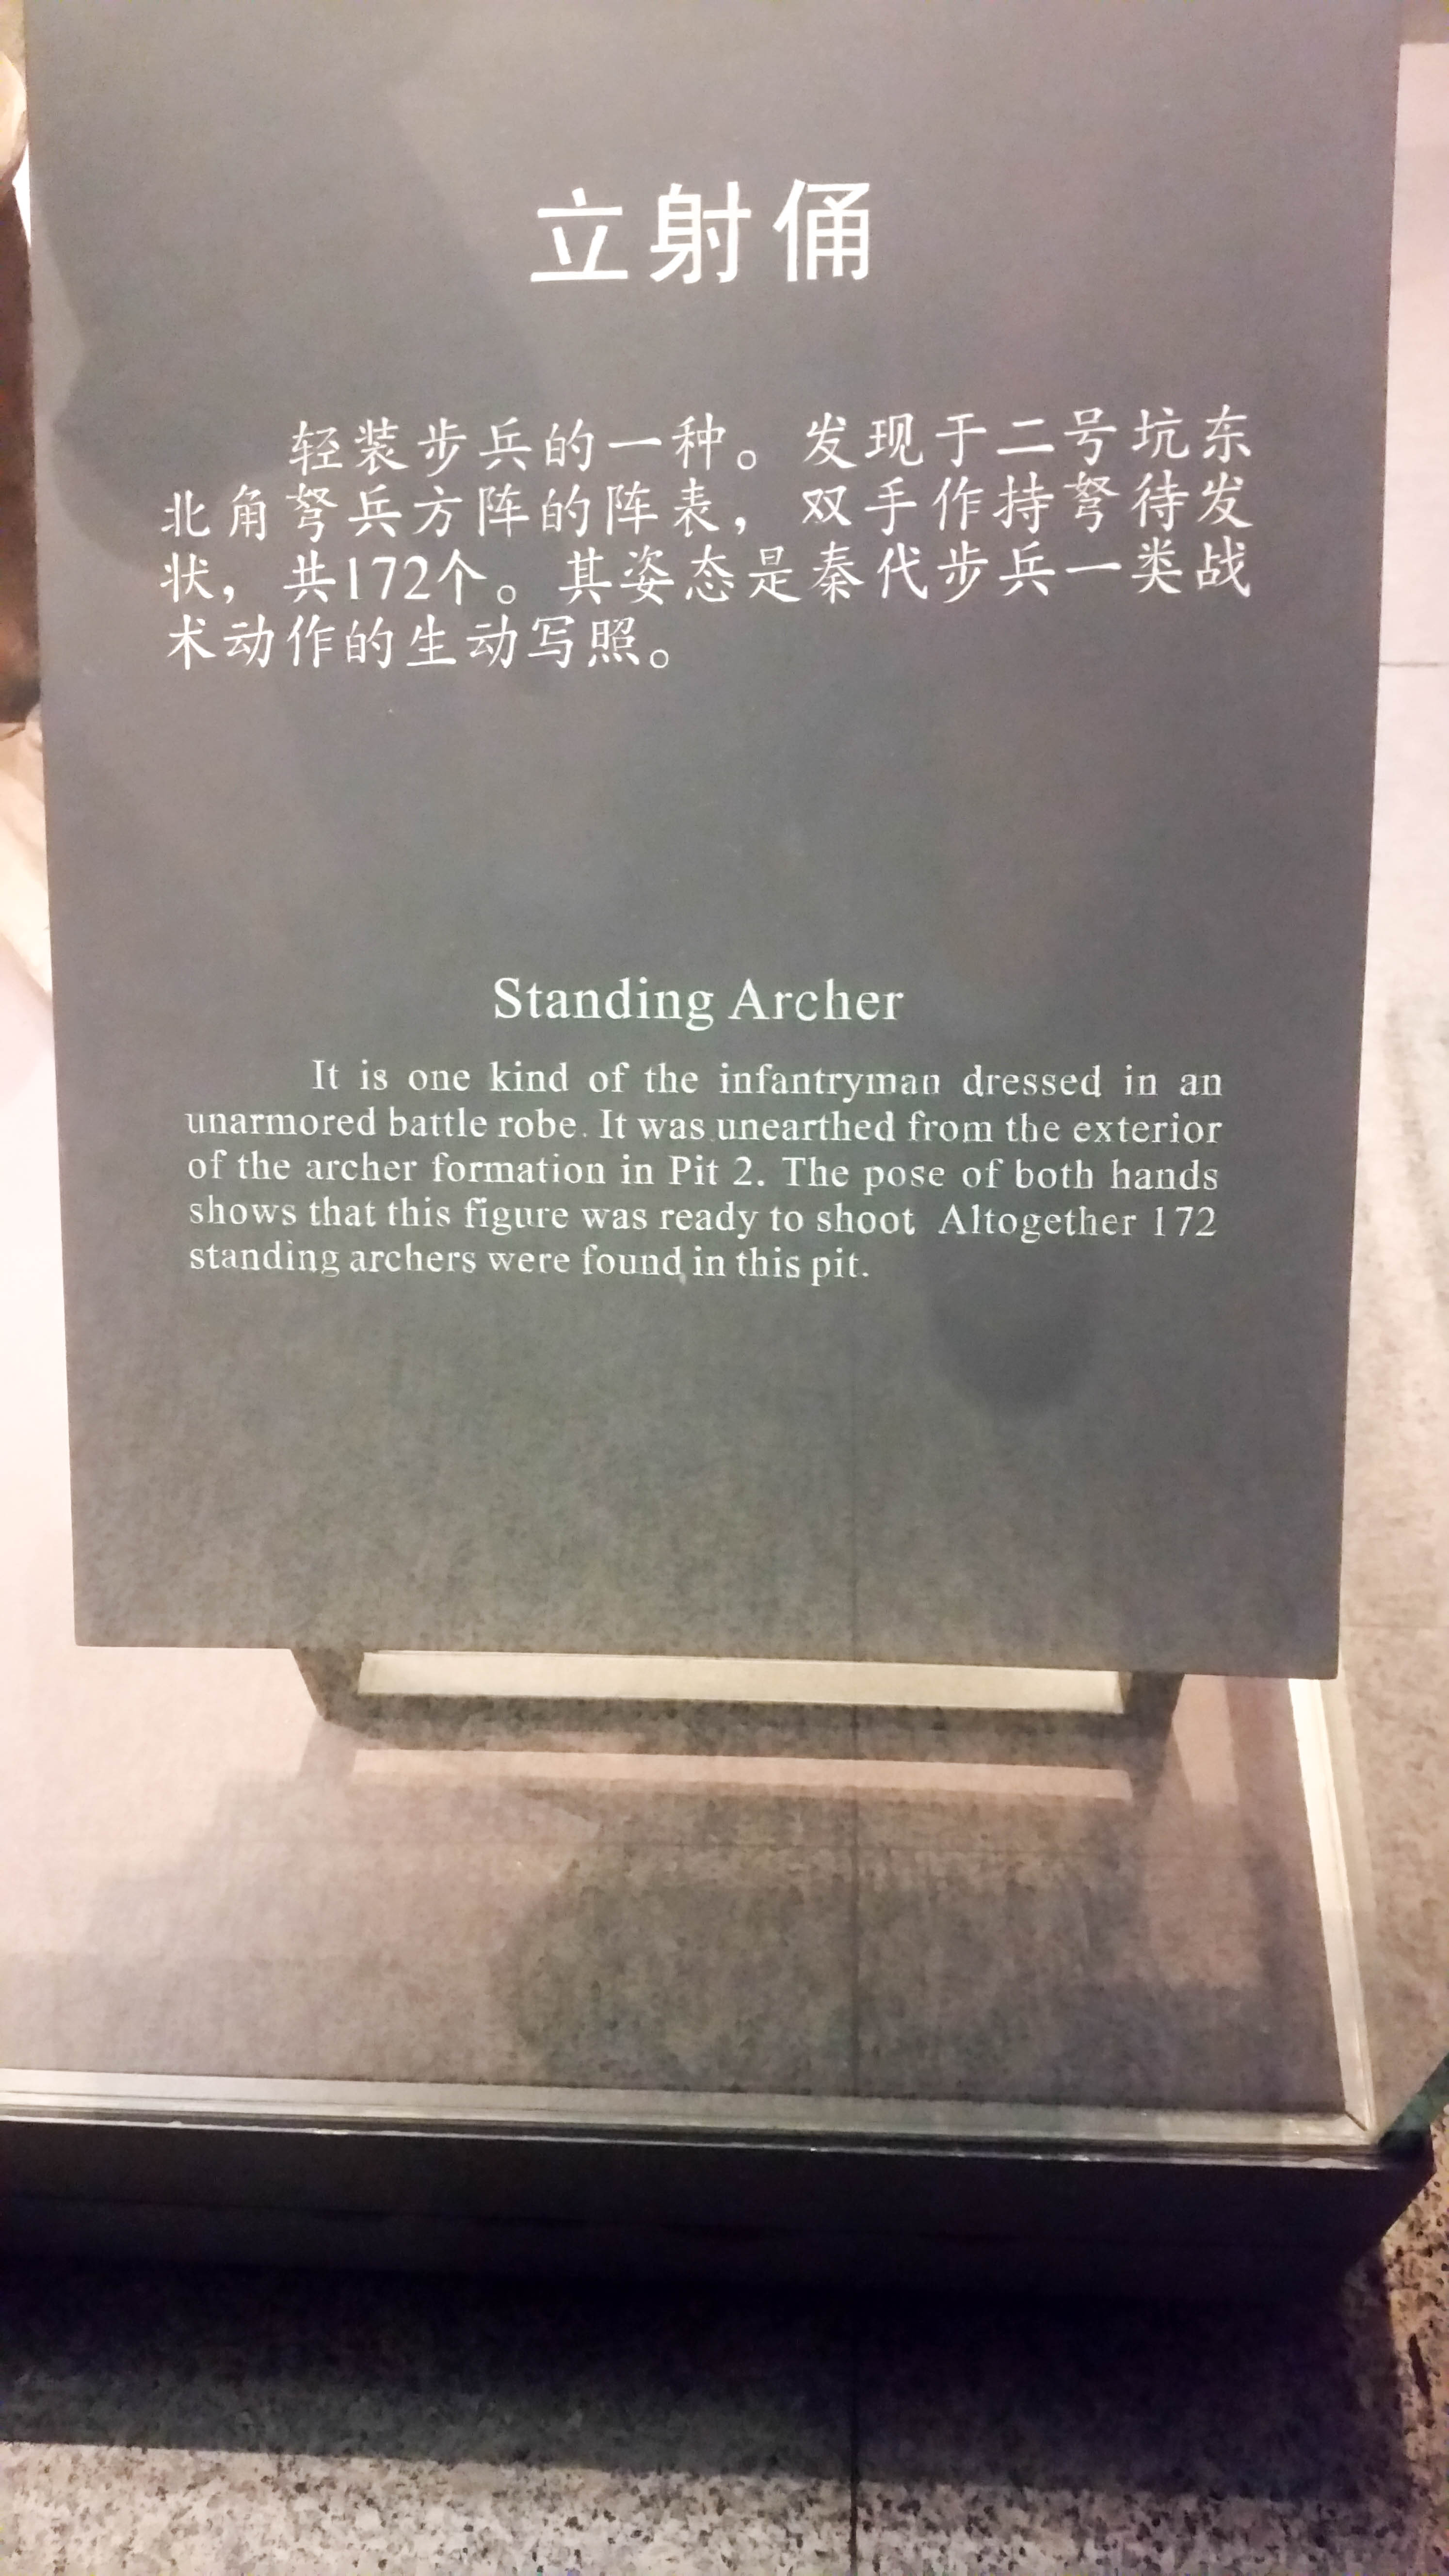 立射俑
轻装步兵的一种。发现于二号坑东
北角弩兵方阵的阵表，双手作持弩待发
状，共172个。其姿态是秦代步兵一类战
术动作的生动写照。
Standing Archer
It is one kind of the infantryman dressed in an
unarmored battle robe. It was unearthed from the exterior
of the archer formation in Pit 2. The pose of both hands
shows that this figure was ready to shoot Altogether 172
standing archers were found in this pit.